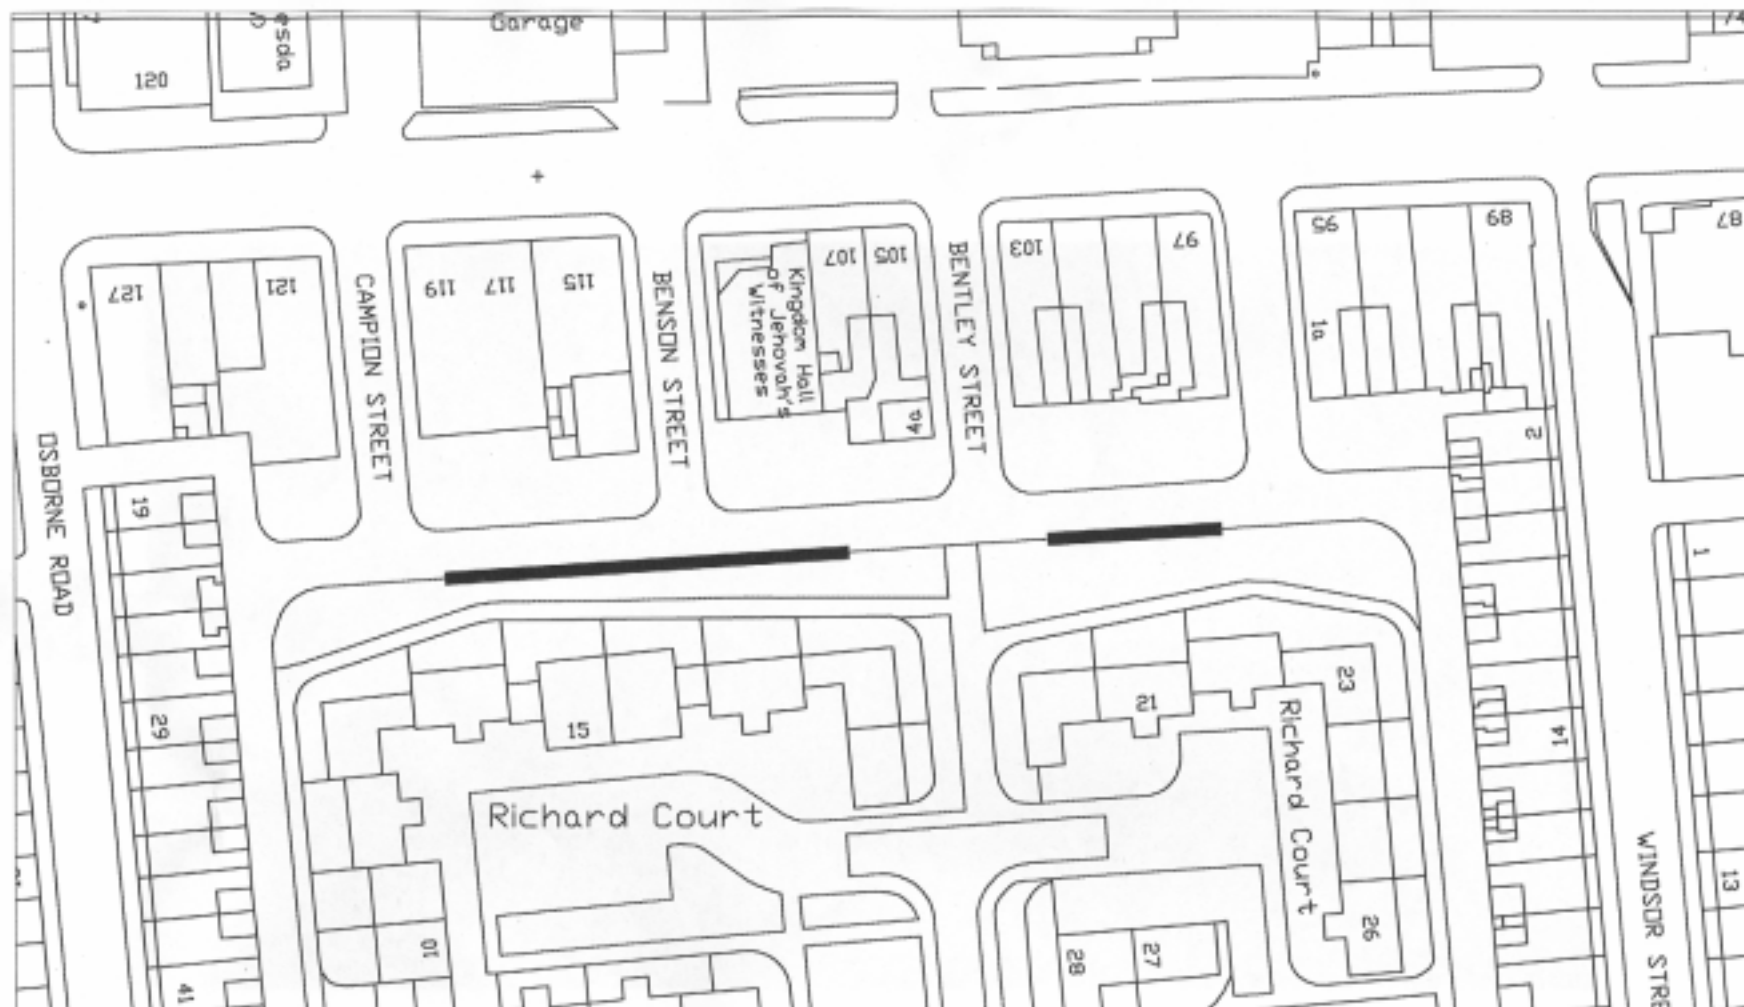 Garage
esda
120
127
121
119
117
115
107
105
103
97
95
89
87
CAMPION STREET
BENSON STREET
Kingdom Hall
of Jehovah's
Witnesses
BENTLEY STREET
1a
4a
2
OSBORNE ROAD
19
29
41
15
21
23
14
1
13
Richard Court
Richard Court
10
28
27
26
WINDSOR STRE